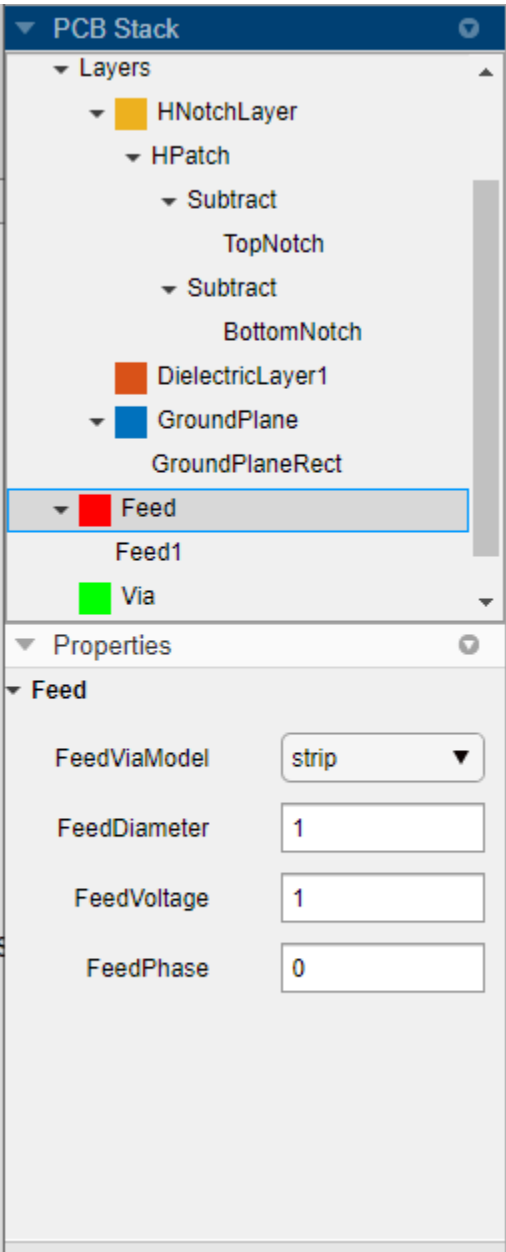 PCB Stack
Layers
HNotchLayer
HPatch
Subtract
TopNotch
Subtract
BottomNotch
DielectricLayer1
GroundPlane
GroundPlaneRect
Feed
Feed1
Via
Properties
Feed
FeedViaModel strip
FeedDiameter 1
FeedVoltage 1
FeedPhase 0